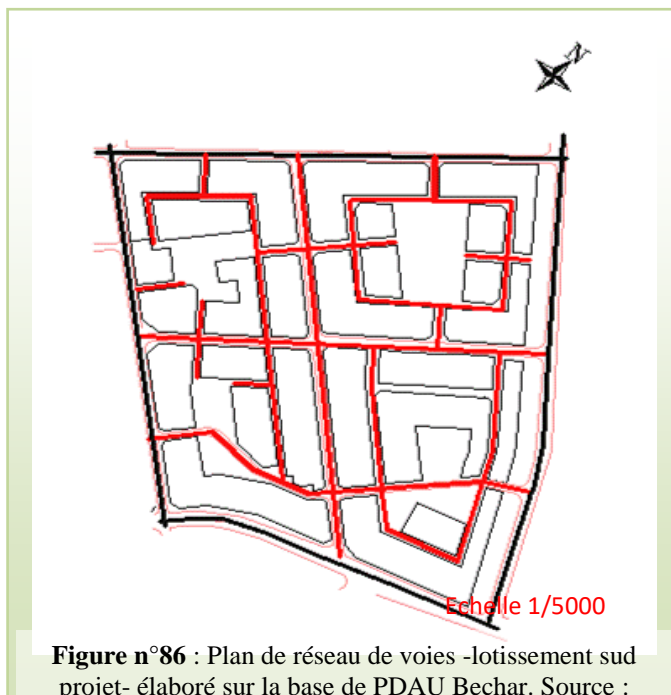 N
Echelle 1/5000
Figure n°86 : Plan de réseau de voies -lotissement sud
projet- élaboré sur la base de PDAU Bechar. Source :